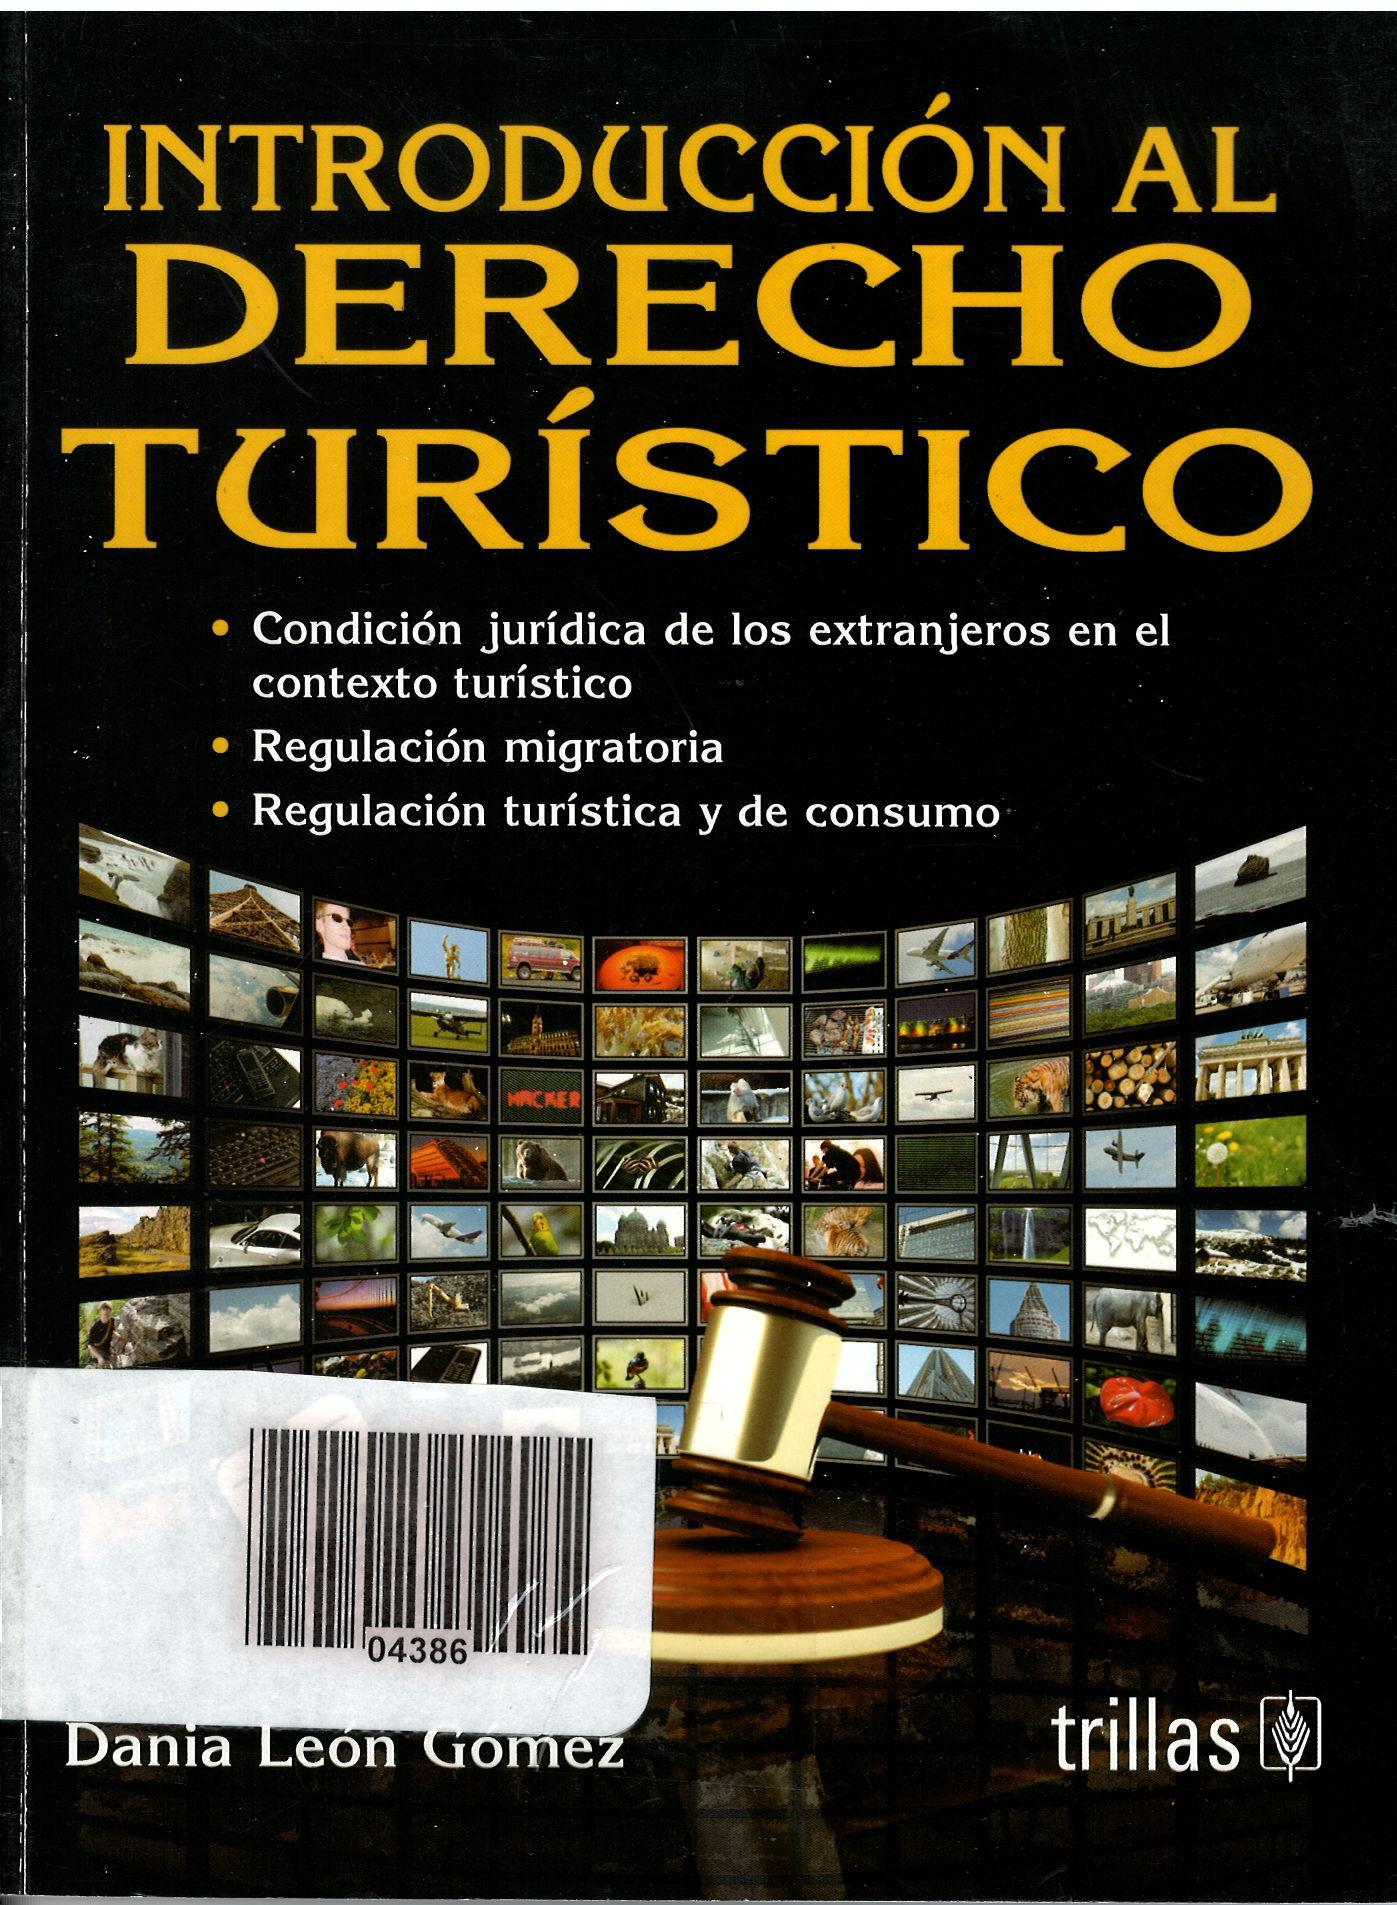 INTRODUCCIÓN AL
DERECHO
TURÍSTICO
• Condición jurídica de los extranjeros en el
contexto turístico
• Regulación migratoria
• Regulación turística y de consumo
HACKER
04386
Dania León Gómez
trillas